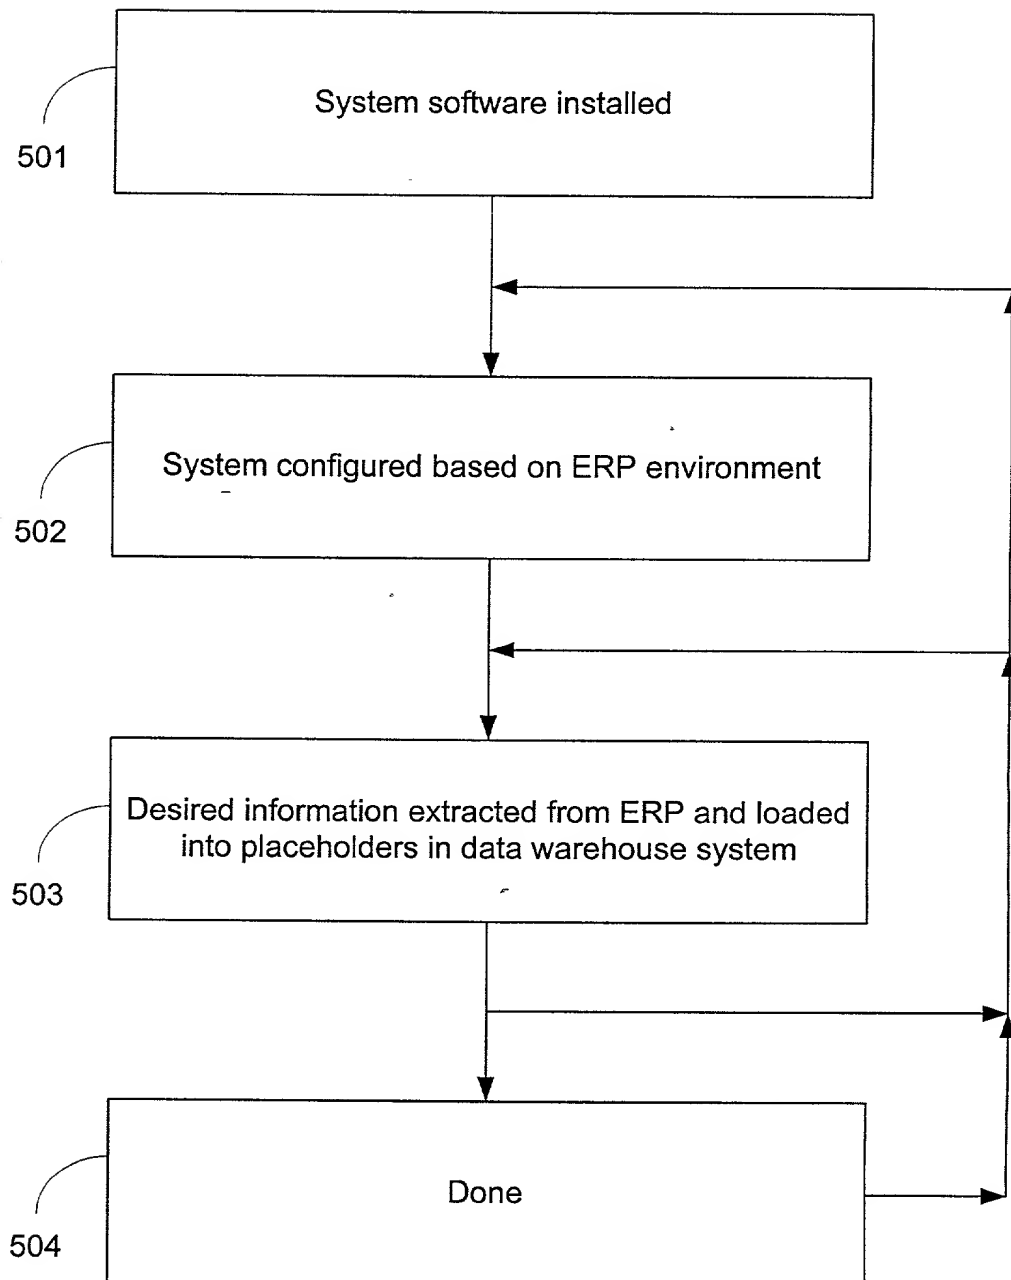 System software installed
501
System configured based on ERP environment
502
Desired information extracted from ERP and loaded
into placeholders in data warehouse system
503
Done
504